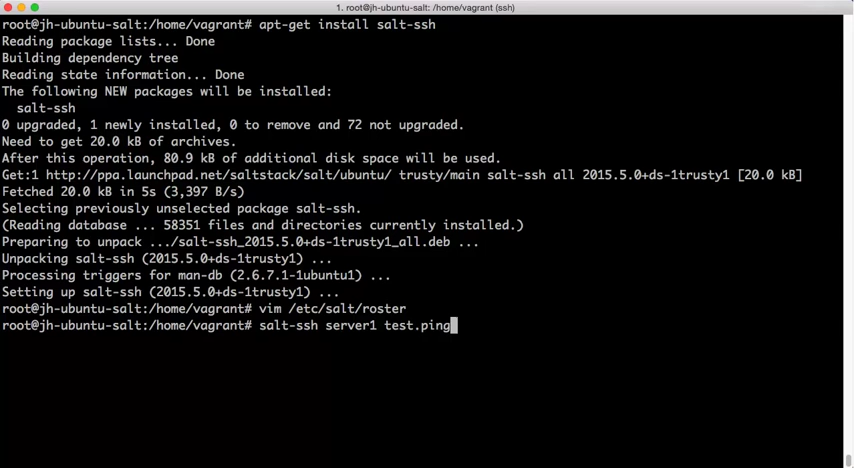 1. root@jh-ubuntu-salt: /home/vagrant (ssh)
root@jh-ubuntu-salt:/home/vagrant# apt-get install salt-ssh
Reading package lists... Done
Building dependency tree
Reading state information... Done
The following NEW packages will be installed:
  salt-ssh
0 upgraded, 1 newly installed, 0 to remove and 72 not upgraded.
Need to get 20.0 kB of archives.
After this operation, 80.9 kB of additional disk space will be used.
Get:1 http://ppa.launchpad.net/saltstack/salt/ubuntu/ trusty/main salt-ssh all 2015.5.0+ds-1trusty1 [20.0 kB]
Fetched 20.0 kB in 5s (3,397 B/s)
Selecting previously unselected package salt-ssh.
(Reading database ... 58351 files and directories currently installed.)
Preparing to unpack .../salt-ssh_2015.5.0+ds-1trusty1_all.deb ...
Unpacking salt-ssh (2015.5.0+ds-1trusty1) ...
Processing triggers for man-db (2.6.7.1-1ubuntu1) ...
Setting up salt-ssh (2015.5.0+ds-1trusty1) ...
root@jh-ubuntu-salt:/home/vagrant# vim /etc/salt/roster
root@jh-ubuntu-salt:/home/vagrant# salt-ssh server1 test.ping